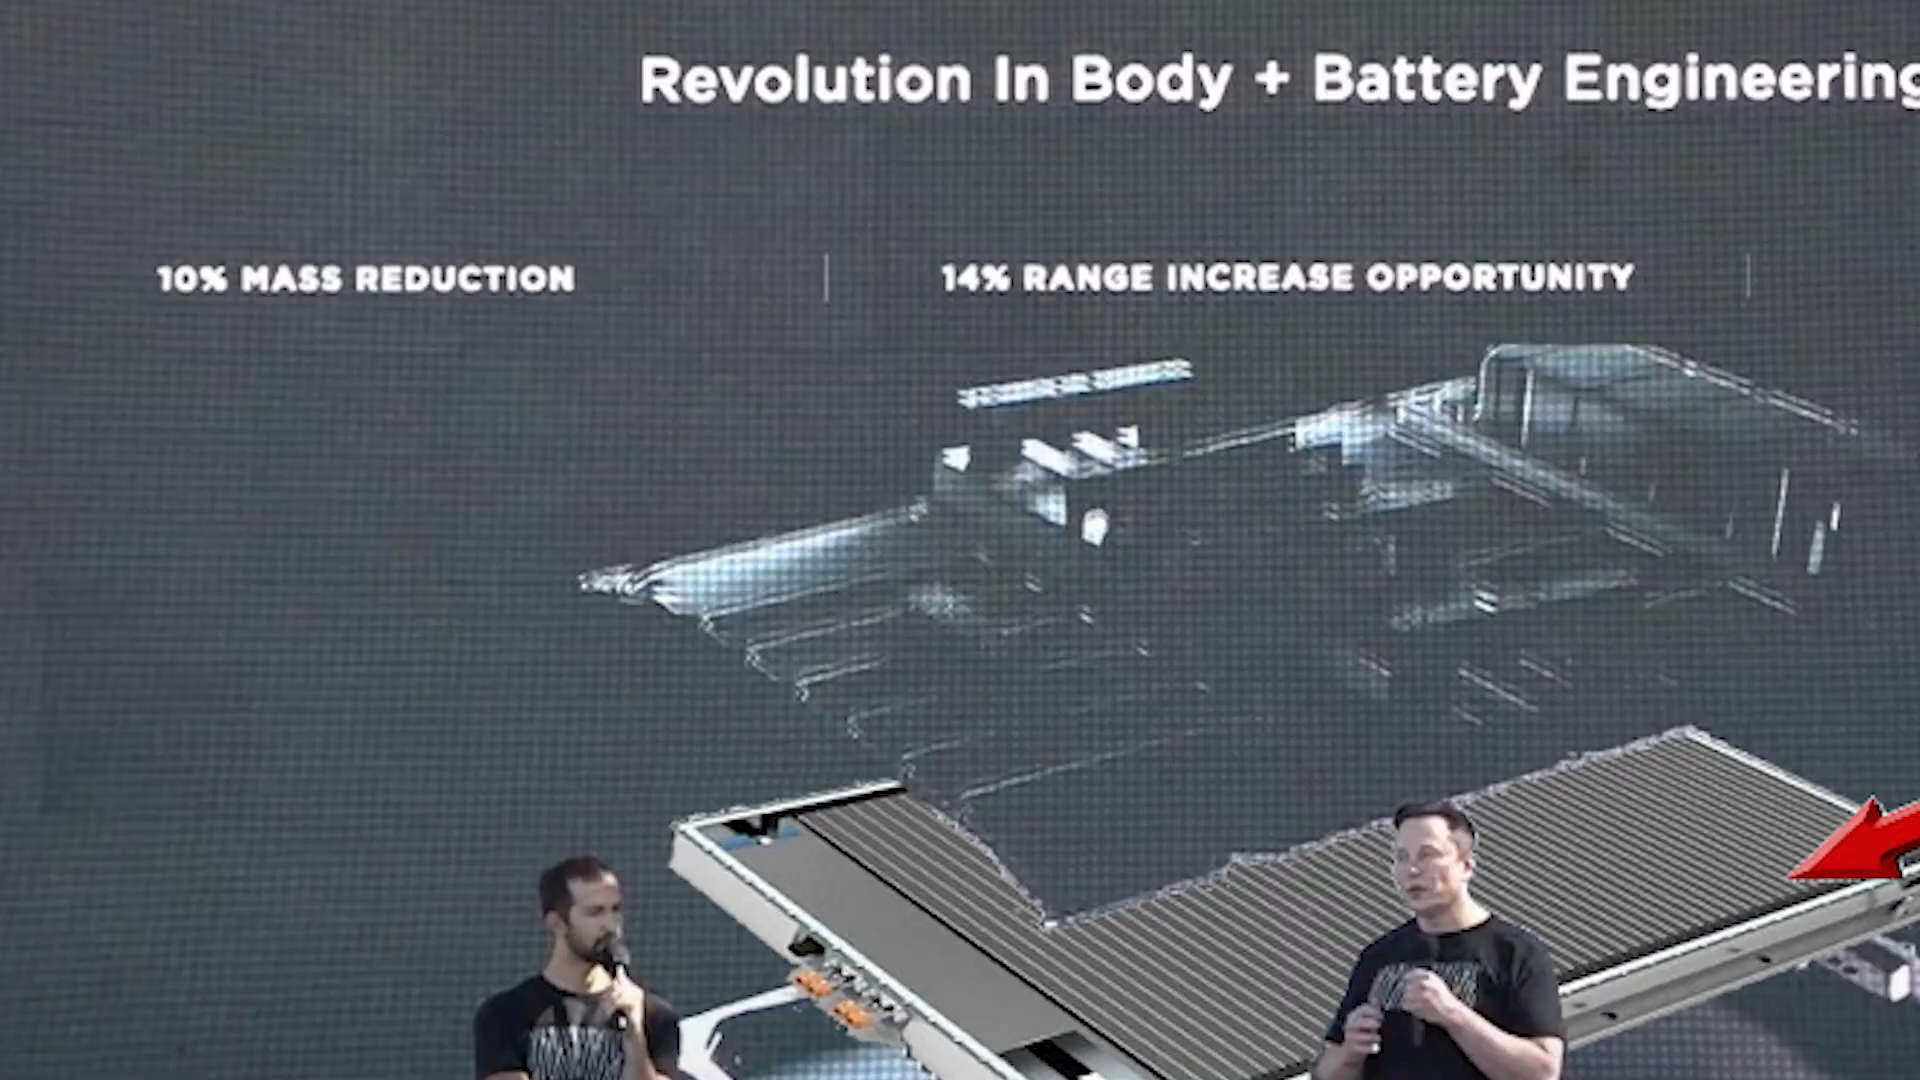 Revolution In Body + Battery Engineering
10% MASS REDUCTION
14% RANGE INCREASE OPPORTUNITY